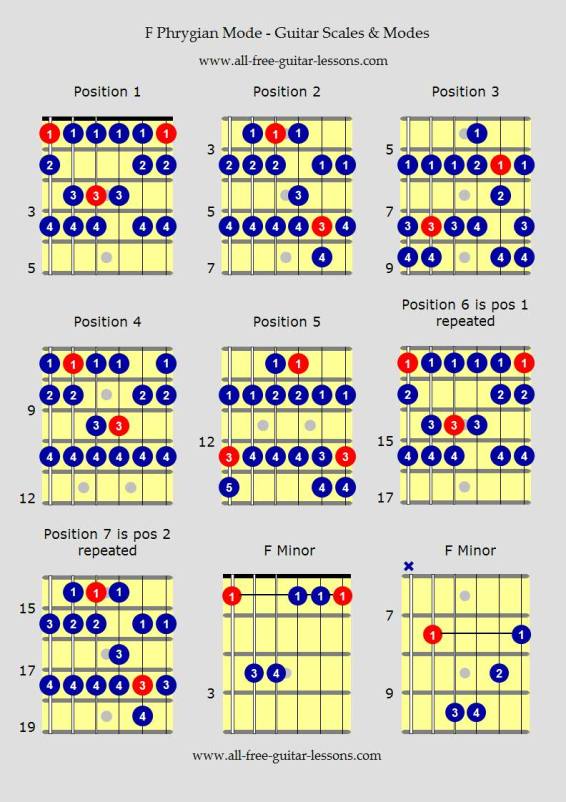 F Phrygian Mode - Guitar Scales & Modes
www.all-free-guitar-lessons.com
Position 1
1 1 1 1 1 1
2 2 2
3 3 3
3
4 4 4 4 4
5
Position 2
1 1 1
3
2 2 2 1 1
3
5
4 4 4 4 3 4
4
7
Position 3
1
5
1 1 1 2 1 1
2
7
3 3 3 4 3
4 4 4 4
9
Position 4
1 1 1 1 1
2 2 2 2
9
3 3
4 4 4 4 4 4
12
Position 5
1 1
1 1 2 2 1 1
12
3 4 4 4 3 3
5 4 4
Position 6 is pos 1
repeated
1 1 1 1 1 1
2 2 2
3 3 3
15
4 4 4 4 4
17
Position 7 is pos 2
repeated
1 1 1
15
3 2 2 1 1
3
17
4 4 4 4 3 3
4
19
F Minor
1 1 1 1
3 4
3
F Minor
×
7
1 1
2
9
3 4
www.all-free-guitar-lessons.com